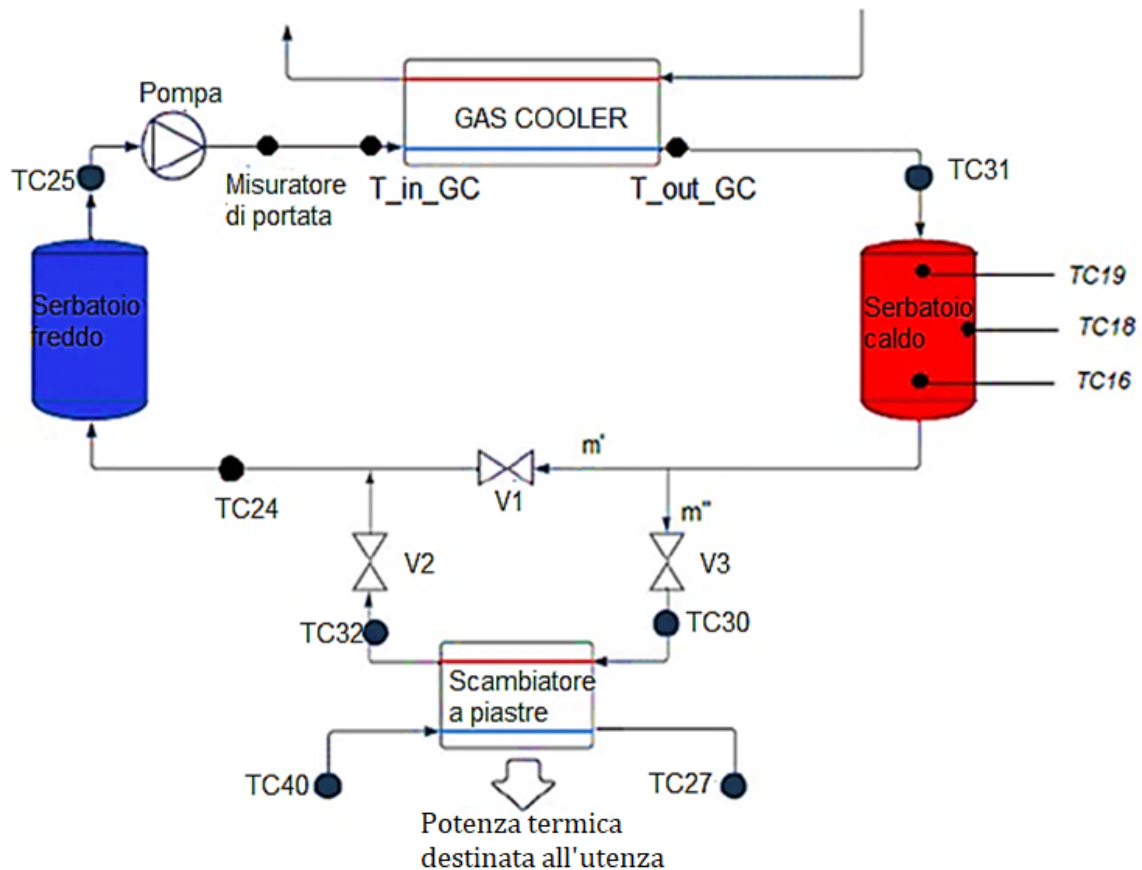 Pompa
GAS COOLER
TC25
Misuratore
di portata
T_in_GC
T_out_GC
TC31
Serbatoio
freddo
Serbatoio
caldo
TC19
TC18
TC16
m'
V1
TC24
m"
V2
V3
TC32
TC30
Scambiatore
a piastre
TC40
TC27
Potenza termica
destinata all'utenza